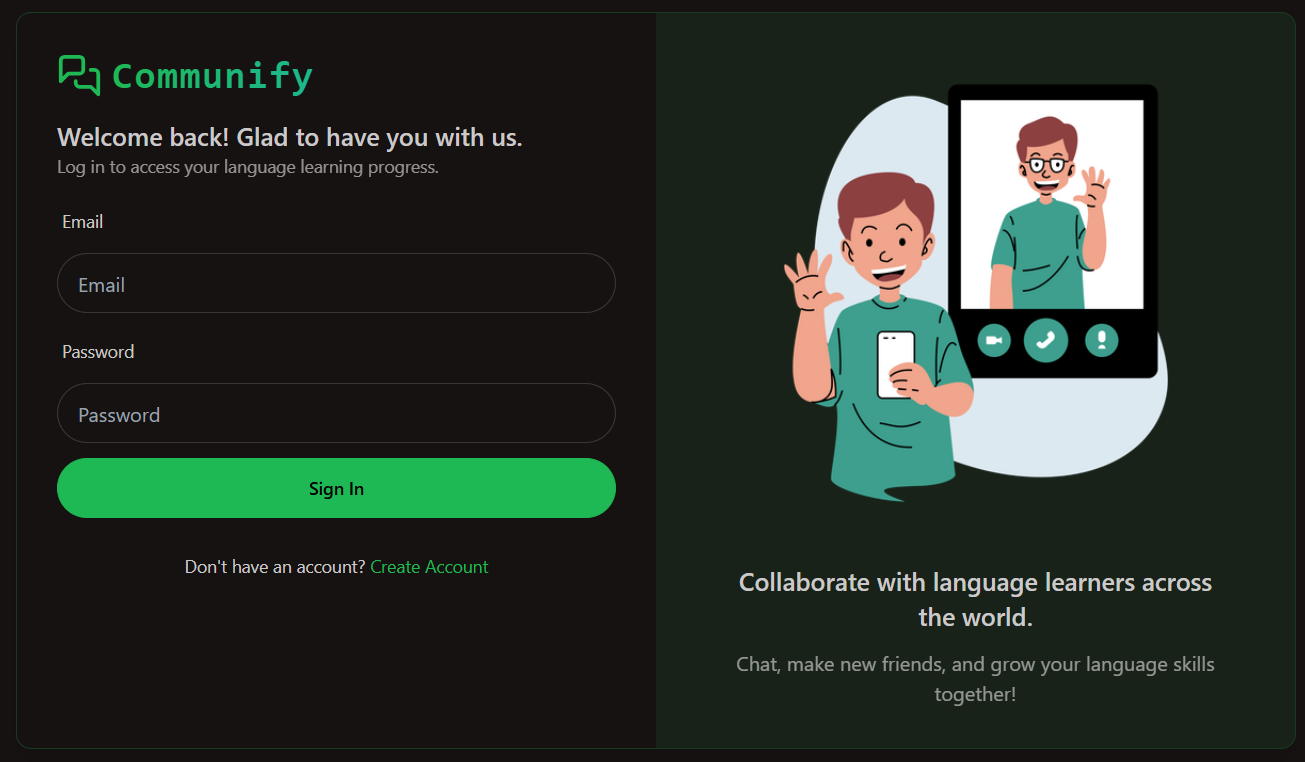 Communify
Welcome back! Glad to have you with us.
Log in to access your language learning progress.
Email
Email
Password
Password
Sign In
Don't have an account? Create Account
Collaborate with language learners across
the world.
Chat, make new friends, and grow your language skills
together!